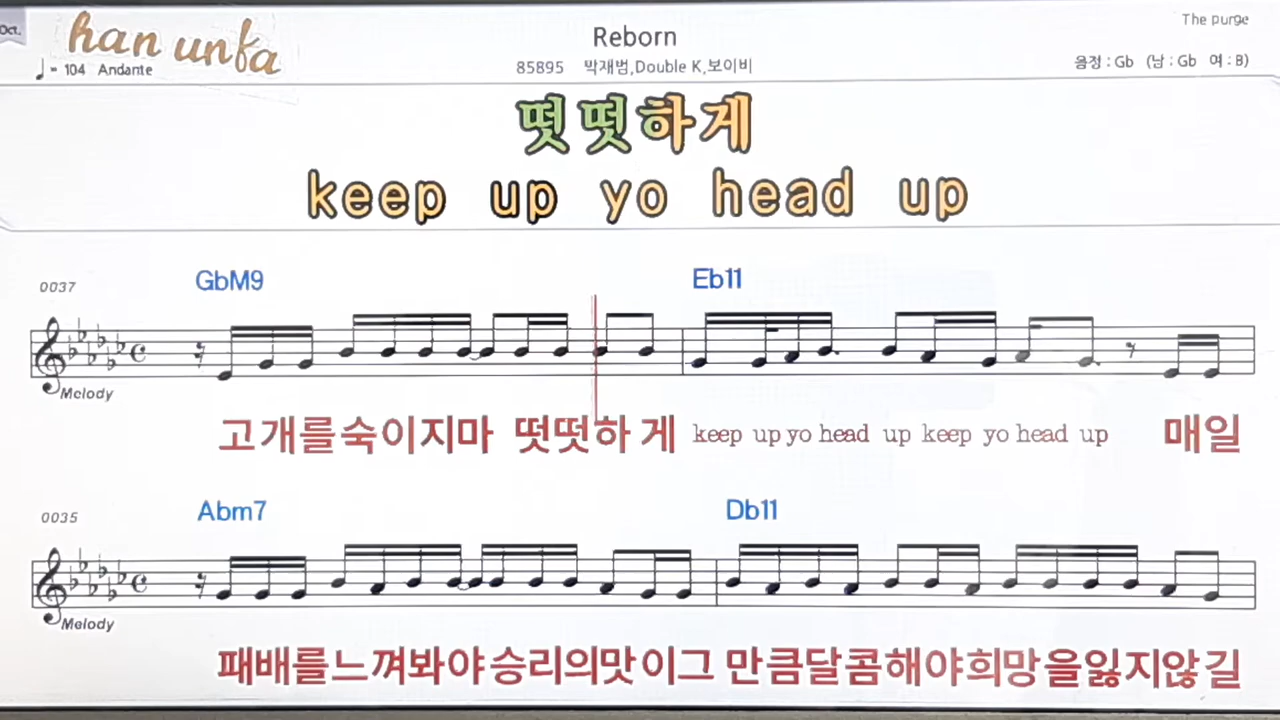 Oct.
han unfa
Reborn
The purge
♩= 104 Andante
85895 박재범,Double K,보이비
음정 : Gb (남 : Gb 여 : B)
떳떳하게
keep up yo head up
GbM9 Eb11
0037
Melody
고개를숙이지마 떳떳하게 keep up yo head up keep yo head up 매일
Abm7 Db11
0035
Melody
패배를느껴봐야승리의맛이그 만큼달콤해야희망을잃지않길